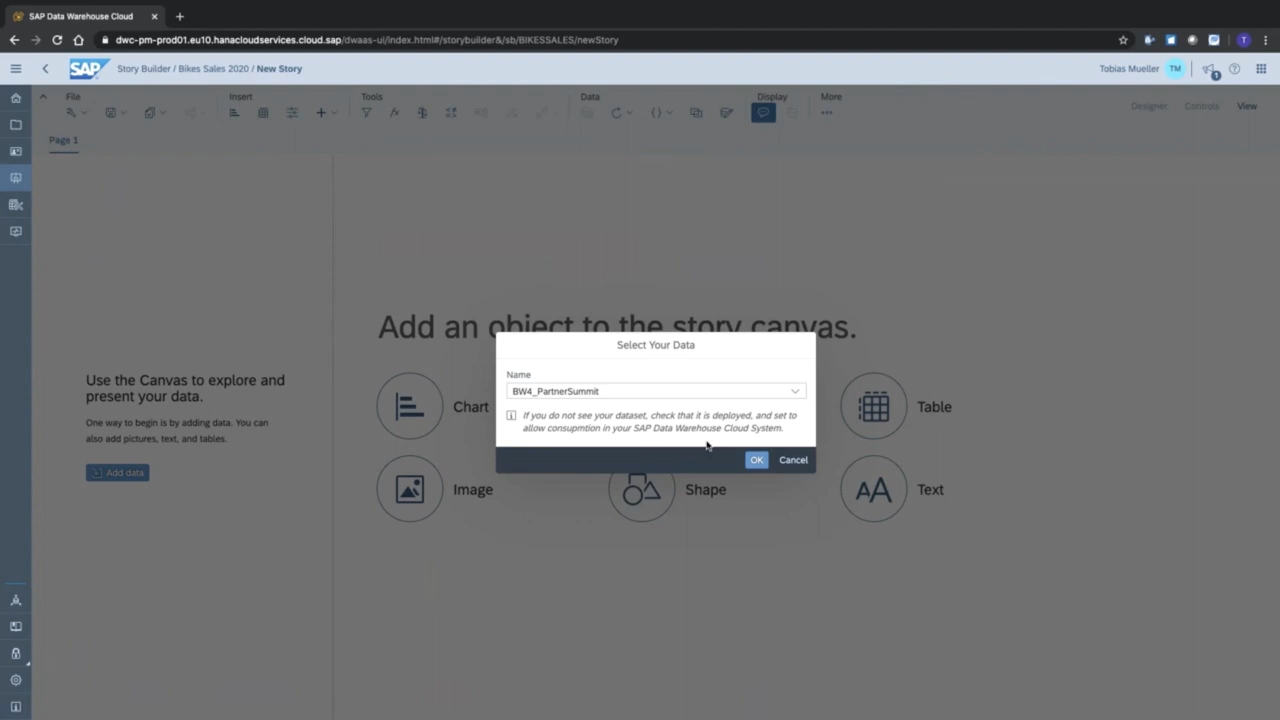 SAP Data Warehouse Cloud
dwc-pm-prod01.eu10.hanacloudservices.cloud.sap/dwaas-ui/index.html#/storybuilder&/sb/BIKESSALES/newStory
T
SAP
Story Builder / Bikes Sales 2020 / New Story
Tobias Mueller TM
1
File Insert Tools Data Display More
Designer Controls View
Page 1
Add an object to the story canvas.
Select Your Data
Name
BW4_PartnerSummit
If you do not see your dataset, check that it is deployed, and set to
allow consupmtion in your SAP Data Warehouse Cloud System.
OK Cancel
Use the Canvas to explore and
present your data.
One way to begin is by adding data. You can
also add pictures, text, and tables.
Add data
Chart Table
Image Shape AA Text